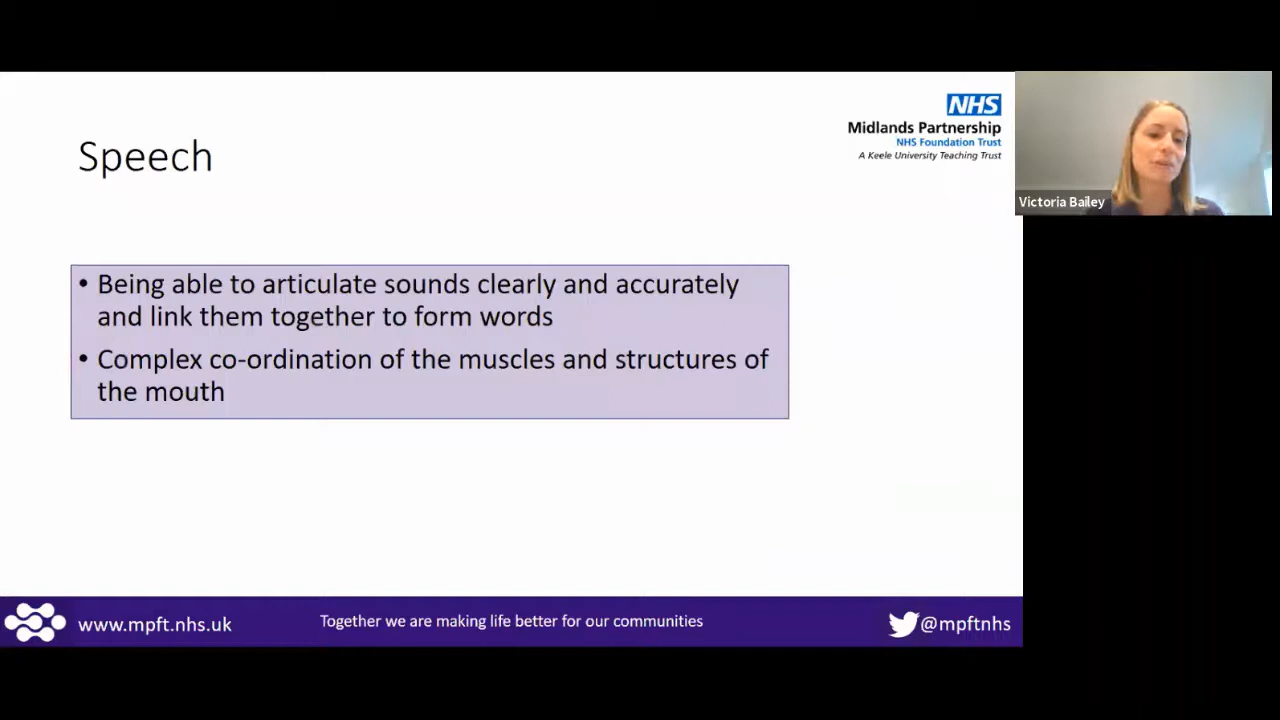 Speech
NHS
Midlands Partnership
NHS Foundation Trust
A Keele University Teaching Trust
Victoria Bailey
• Being able to articulate sounds clearly and accurately
and link them together to form words
• Complex co-ordination of the muscles and structures of
the mouth
www.mpft.nhs.uk
Together we are making life better for our communities
@mpftnhs